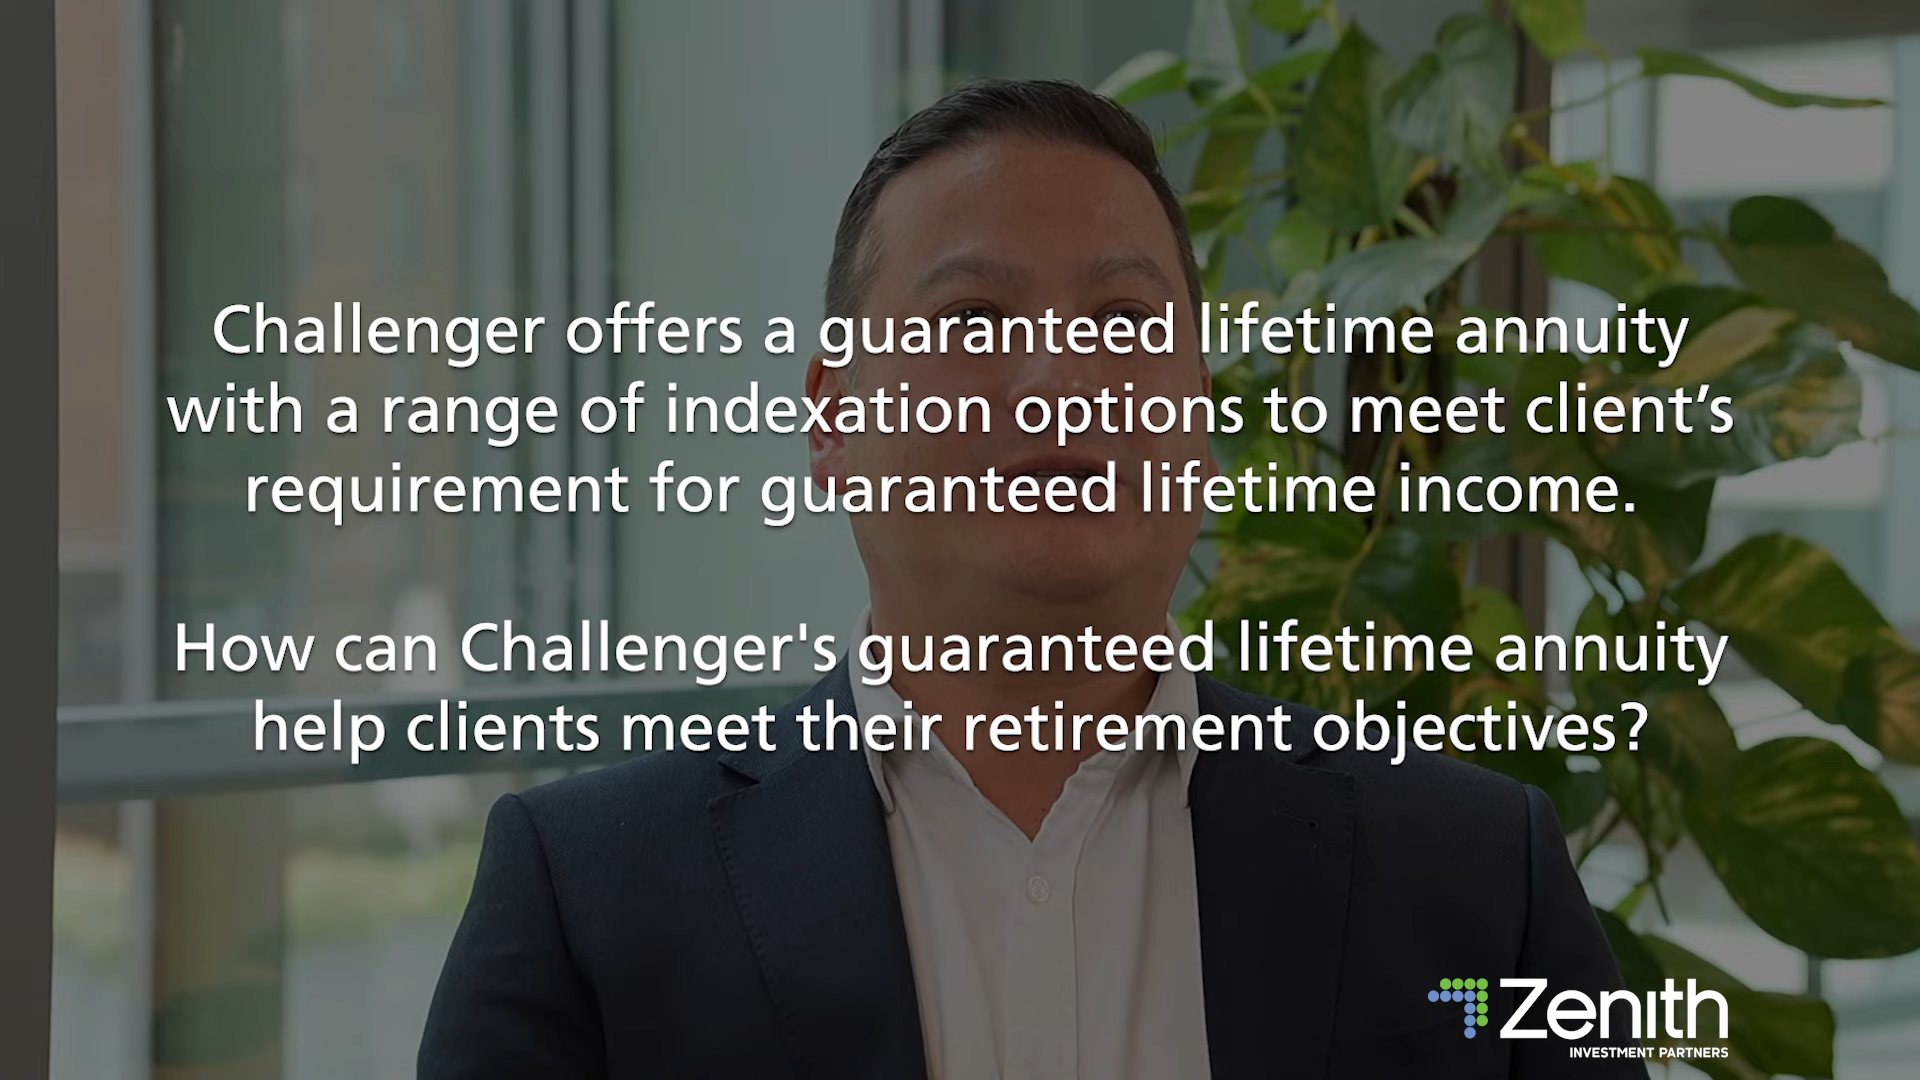 Challenger offers a guaranteed lifetime annuity
with a range of indexation options to meet client’s
requirement for guaranteed lifetime income.
How can Challenger's guaranteed lifetime annuity
help clients meet their retirement objectives?
Zenith
INVESTMENT PARTNERS